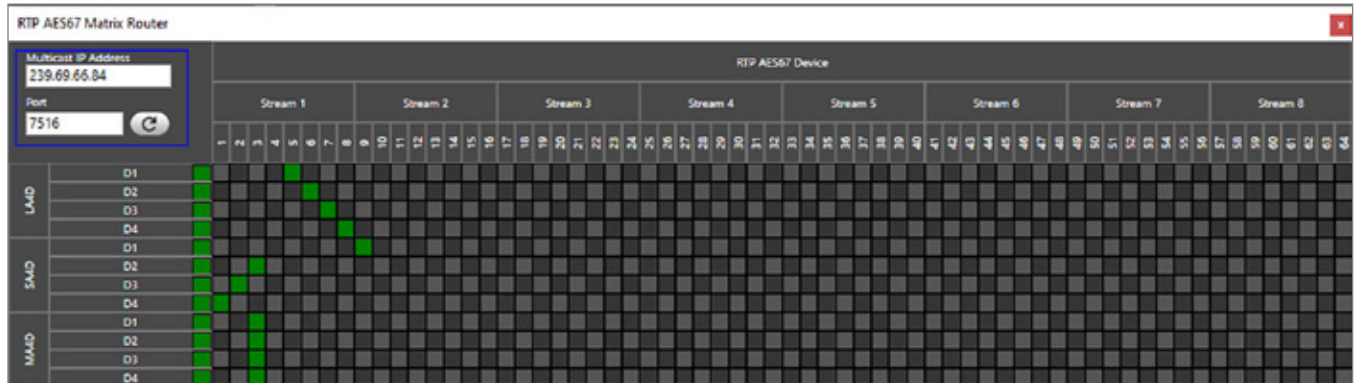 RTP AES67 Matrix Router
x
Multicast IP Address
239.69.66.84
Port
7516
RTP AES67 Device
Stream 1 Stream 2 Stream 3 Stream 4 Stream 5 Stream 6 Stream 7 Stream 8
1 2 3 4 5 6 7 8 9 10 11 12 13 14 15 16 17 18 19 20 21 22 23 24 25 26 27 28 29 30 31 32 33 34 35 36 37 38 39 40 41 42 43 44 45 46 47 48 49 50 51 52 53 54 55 56 57 58 59 60 61 62 63 64
LA4D
D1
D2
D3
D4
SA4D
D1
D2
D3
D4
MA4D
D1
D2
D3
D4